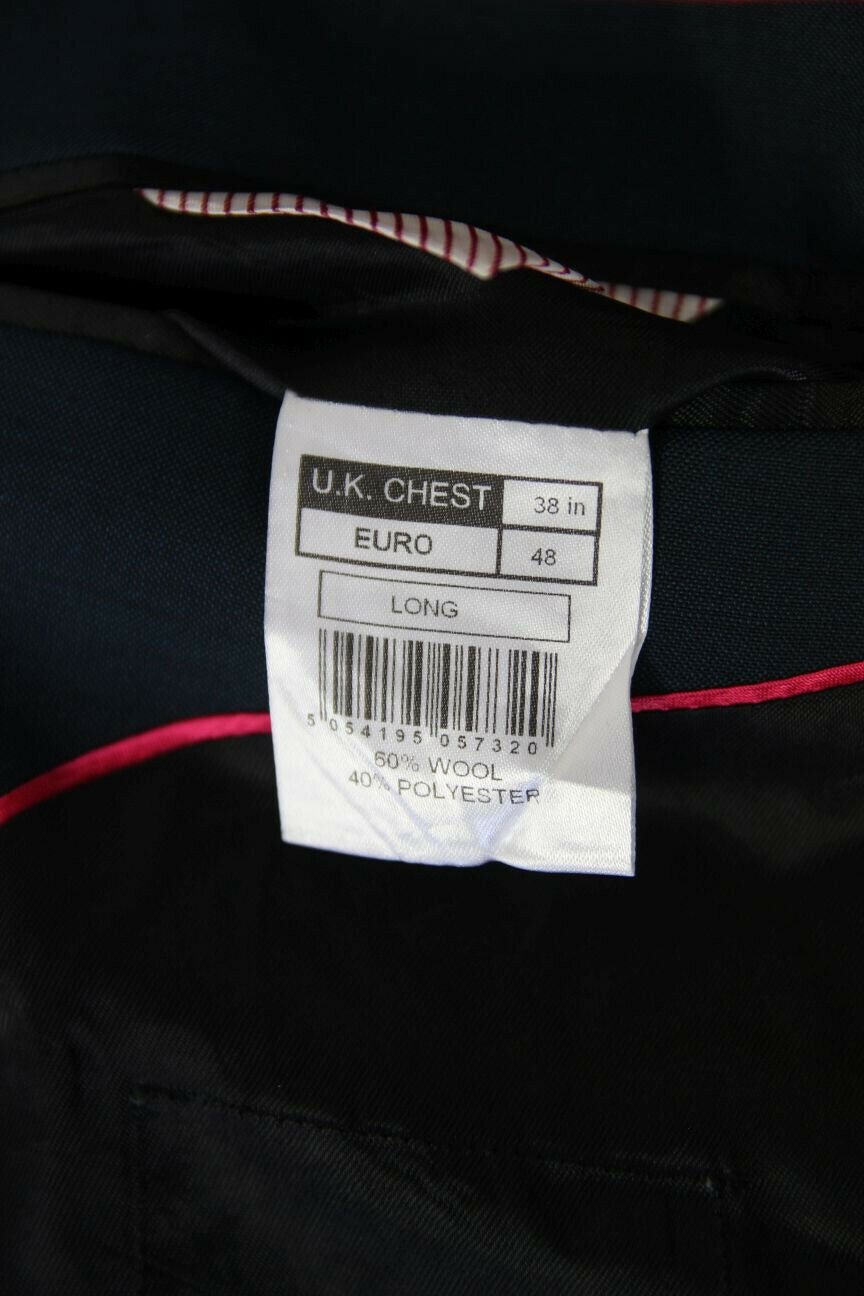 U.K. CHEST 38 in
EURO 48
LONG
5 054195 057320
60% WOOL
40% POLYESTER